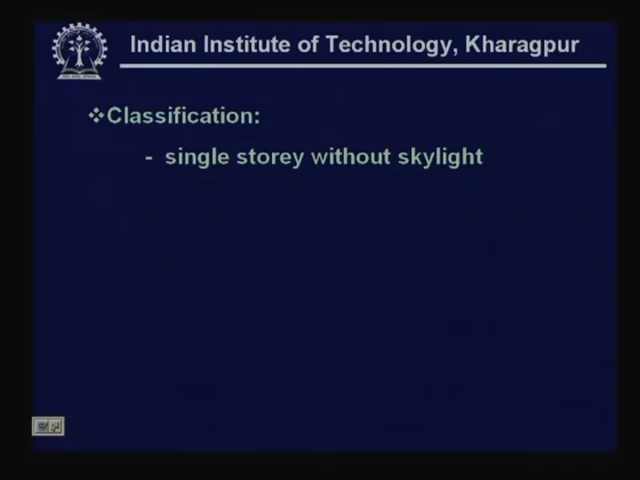 Indian Institute of Technology, Kharagpur
❖Classification:
- single storey without skylight